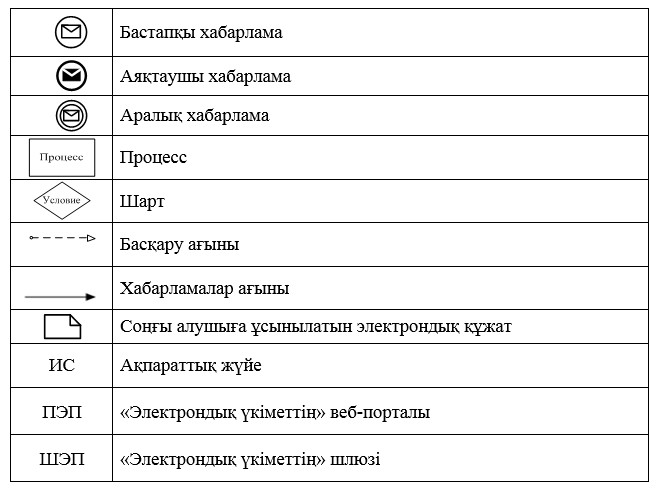 Бастапқы хабарлама
Аяқтаушы хабарлама
Аралық хабарлама
Процесс Процесс
Условие Шарт
Басқару ағыны
Хабарламалар ағыны
Соңғы алушыға ұсынылатын электрондық құжат
ИС Ақпараттық жүйе
ПЭП «Электрондық үкіметтің» веб-порталы
ШЭП «Электрондық үкіметтің» шлюзі